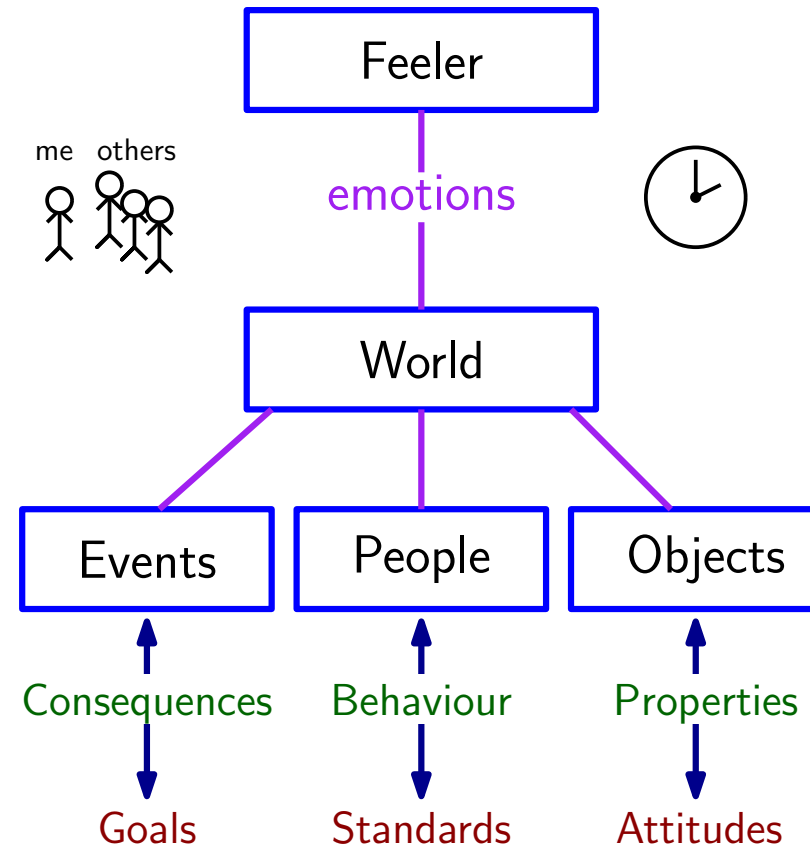 Feeler
me others
emotions
World
Events People Objects
Consequences Behaviour Properties
Goals Standards Attitudes